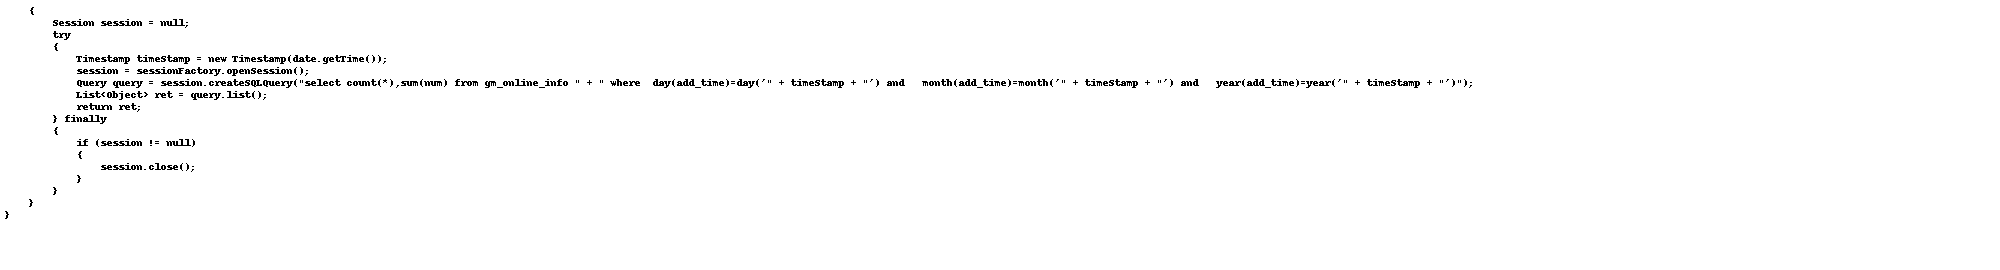 {
Session session = null;
try
{
Timestamp timeStamp = new Timestamp(date.getTime());
session = sessionFactory.openSession();
Query query = session.createSQLQuery("select count(*),sum(num) from gm_online_info " + " where  day(add_time)=day('" + timeStamp + "') and   month(add_time)=month('" + timeStamp + "') and   year(add_time)=year('" + timeStamp + "')");
List<Object> ret = query.list();
return ret;
} finally
{
if (session != null)
{
session.close();
}
}
}
}